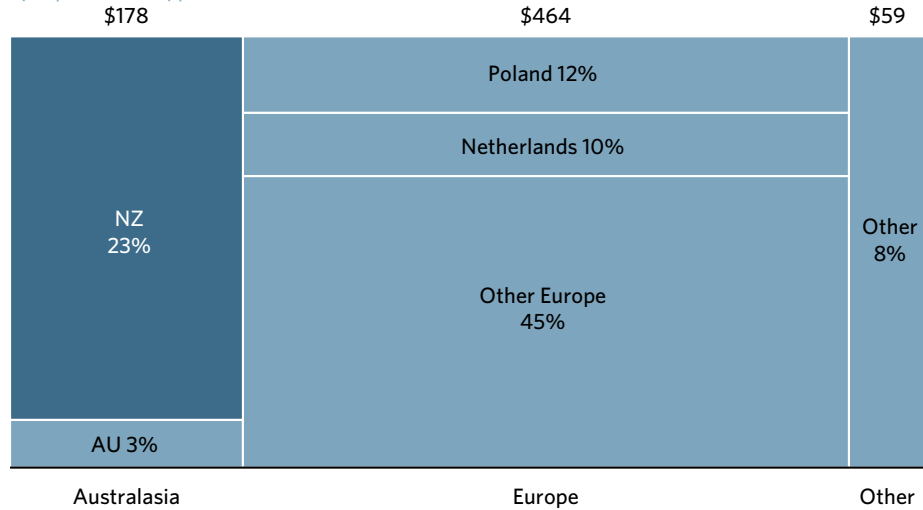 $178
$464
$59
Poland 12%
Netherlands 10%
NZ
23%
Other
8%
Other Europe
45%
AU 3%
Australasia
Europe
Other